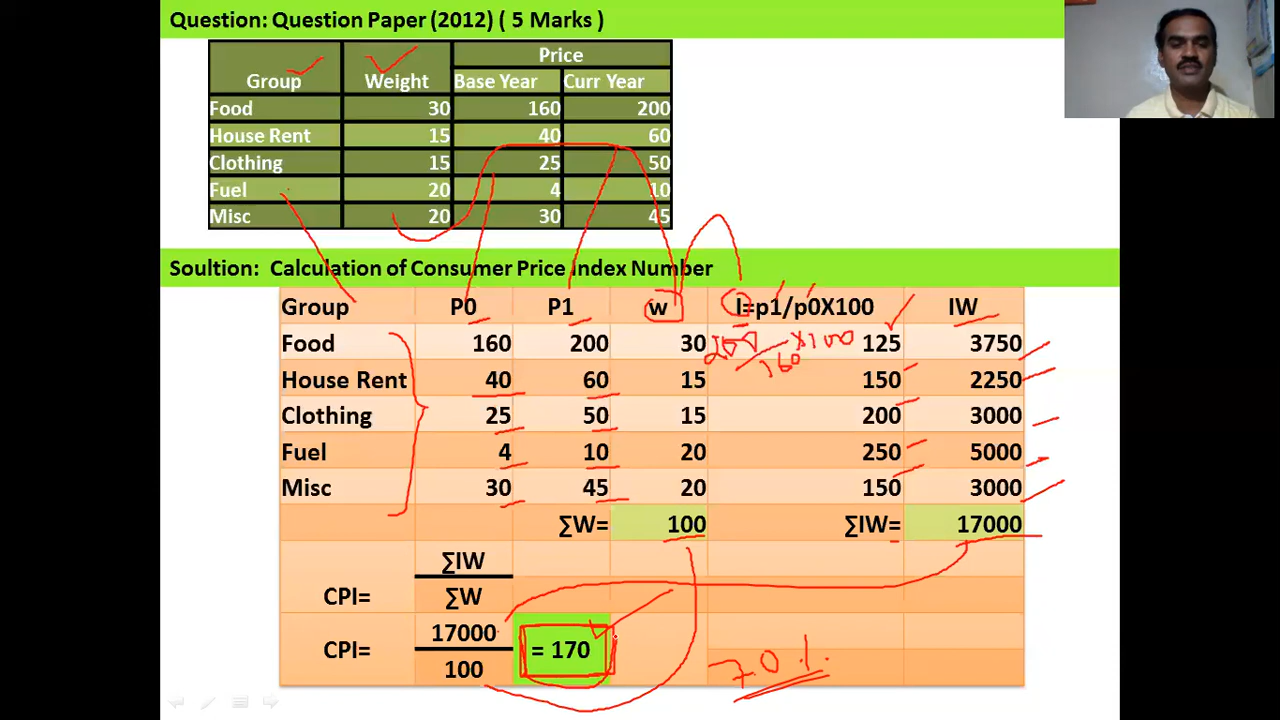 Question: Question Paper (2012) ( 5 Marks )
Price
Group Weight Base Year Curr Year
Food 30 160 200
House Rent 15 40 60
Clothing 15 25 50
Fuel 20 4 10
Misc 20 30 45
Soultion: Calculation of Consumer Price Index Number
Group P0 P1 w I=p1/p0X100 IW
Food 160 200 30 200/160 x100 125 3750
House Rent 40 60 15 150 2250
Clothing 25 50 15 200 3000
Fuel 4 10 20 250 5000
Misc 30 45 20 150 3000
∑W= 100 ∑IW= 17000
∑IW
CPI= ∑W
17000
CPI= = 170
100
70%